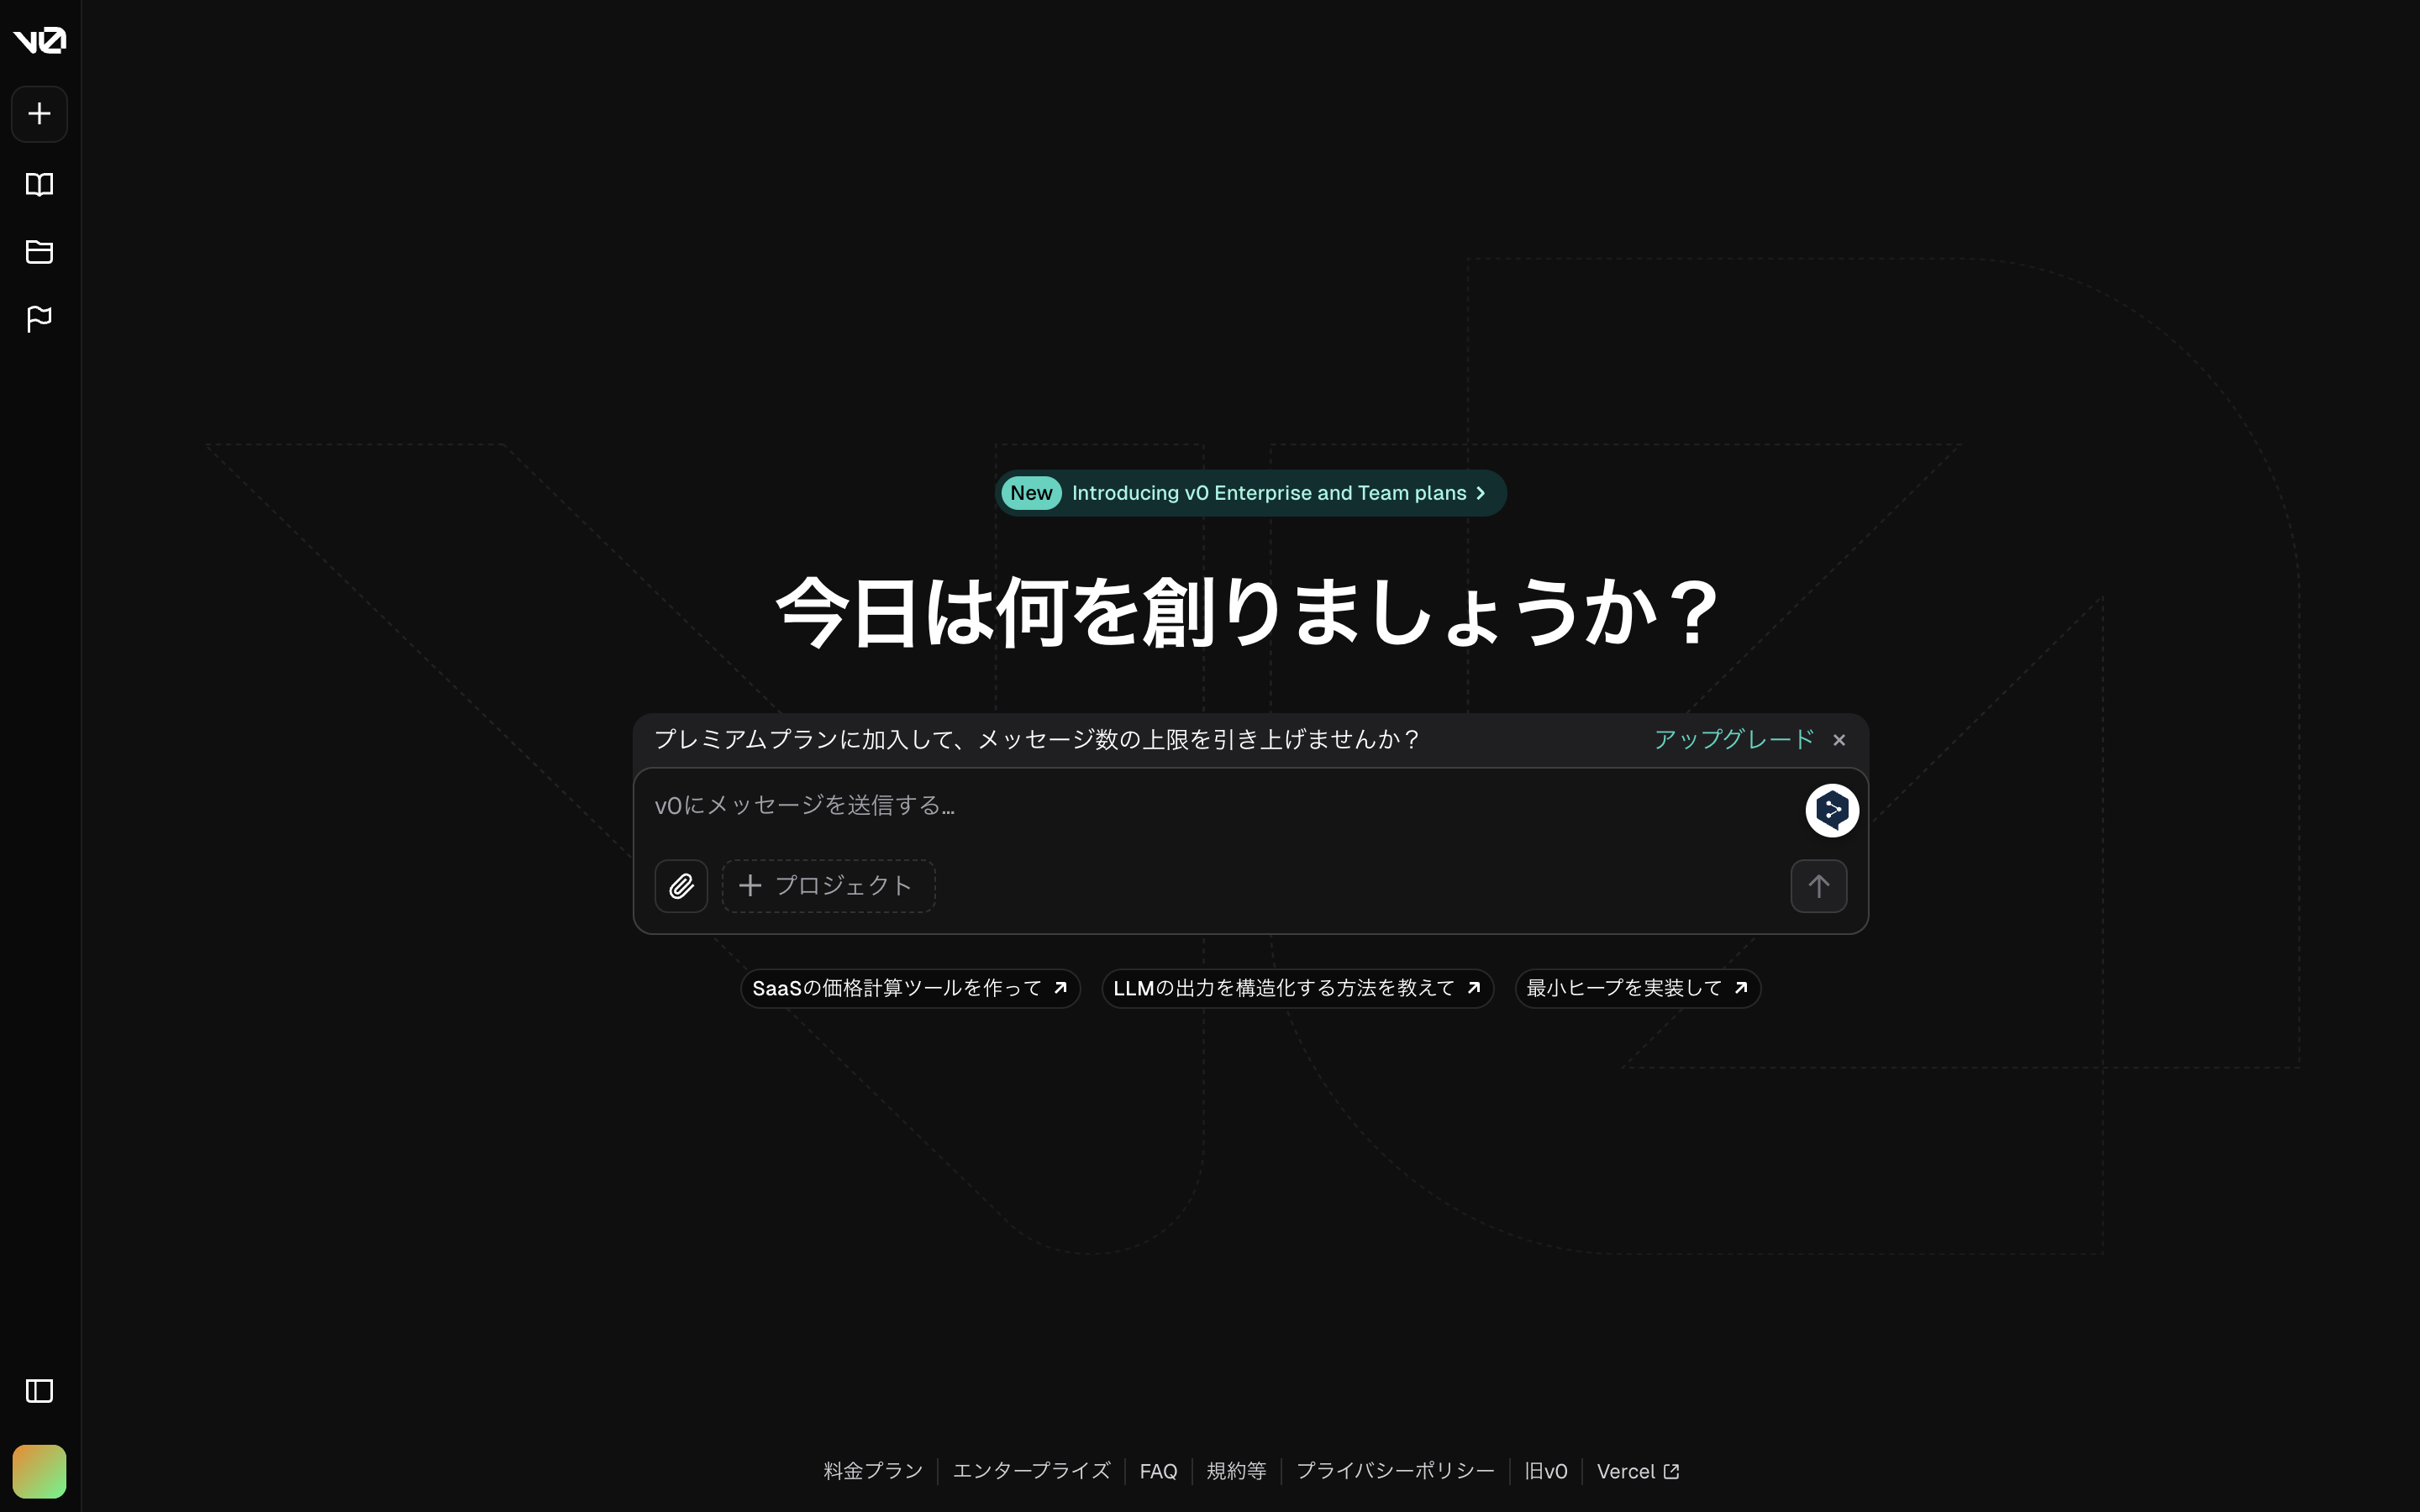 v0
New Introducing v0 Enterprise and Team plans
今日は何を創りましょうか？
プレミアムプランに加入して、メッセージ数の上限を引き上げませんか？ アップグレード
v0にメッセージを送信する...
プロジェクト
SaaSの価格計算ツールを作って LLMの出力を構造化する方法を教えて 最小ヒープを実装して
料金プラン エンタープライズ FAQ 規約等 プライバシーポリシー 旧v0 Vercel